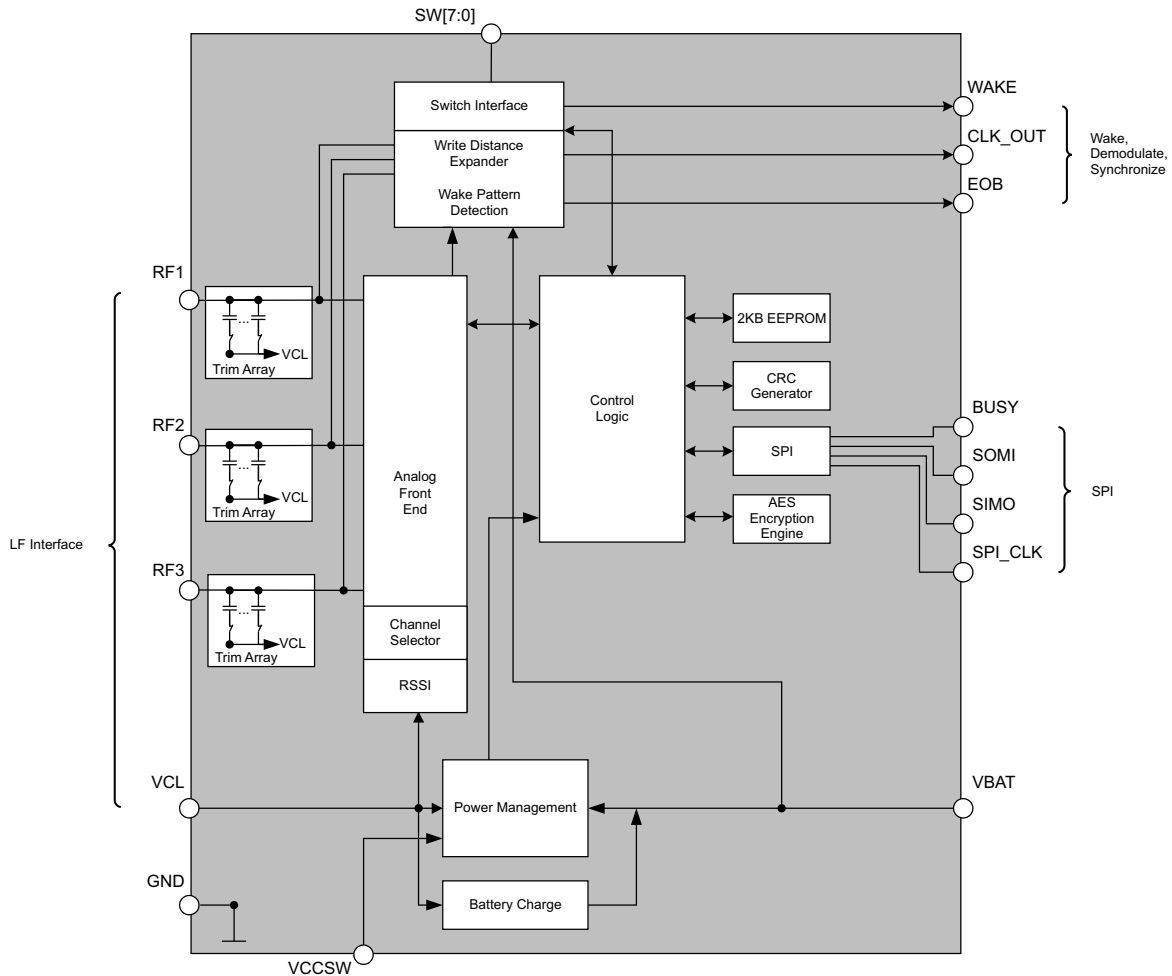 SW[7:0]
Switch Interface
Write Distance
Expander
Wake Pattern
Detection
WAKE
CLK_OUT
EOB
Wake,
Demodulate,
Synchronize
RF1
...
VCL
Trim Array
RF2
...
VCL
Trim Array
RF3
...
VCL
Trim Array
LF Interface
Analog
Front
End
Channel
Selector
RSSI
Control
Logic
2KB EEPROM
CRC
Generator
SPI
AES
Encryption
Engine
BUSY
SOMI
SIMO
SPI_CLK
SPI
VCL
Power Management
VBAT
GND
Battery Charge
VCCSW